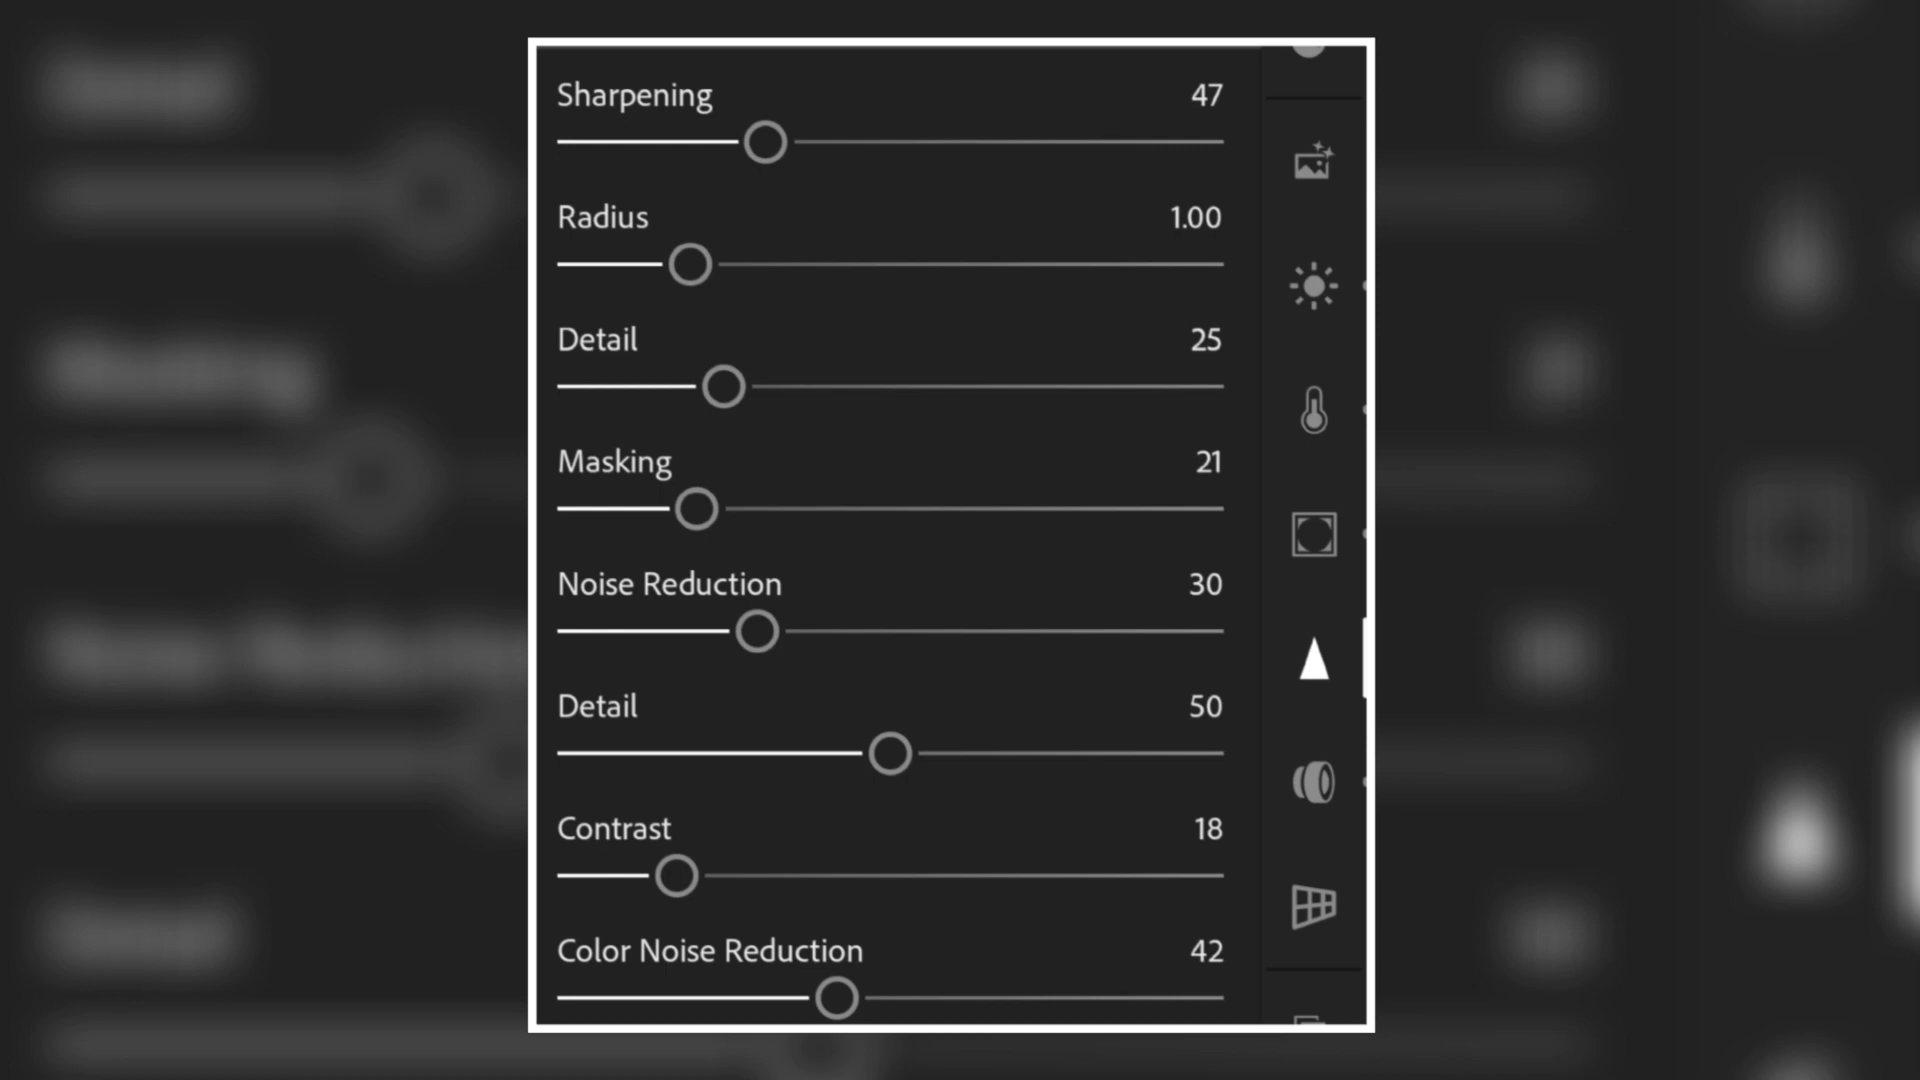 Sharpening 47
Radius 1.00
Detail 25
Masking 21
Noise Reduction 30
Detail 50
Contrast 18
Color Noise Reduction 42